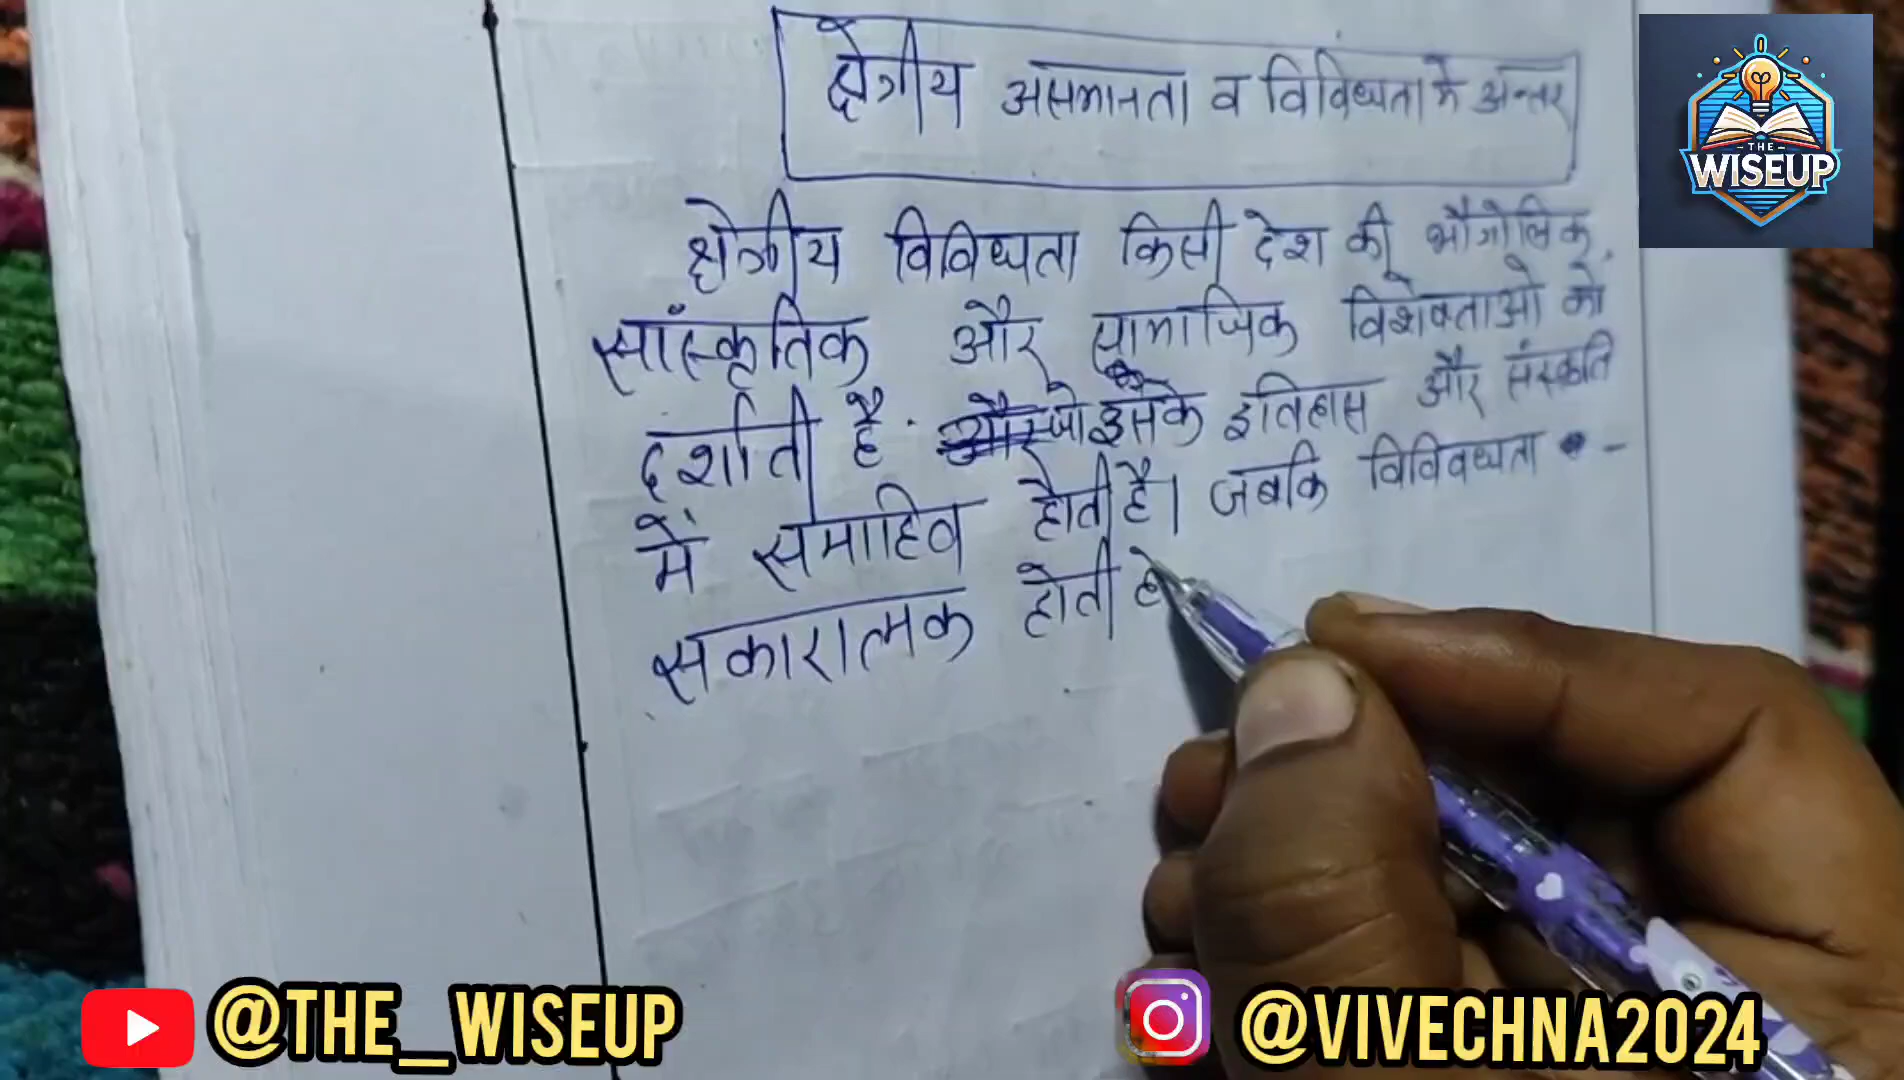 क्षेत्रीय असमानता व विविधता मे अन्तर
क्षेत्रीय विविधता किसी देश की भौगोलिक,
सांस्कृतिक और सामाजिक विशेषताओ को
दर्शाती है. जो इसके इतिहास और संस्कृति
में समाहित होती है। जबकि विविधता -
सकारात्मक होती है
THE
WISEUP
@THE_WISEUP
@VIVECHNA2024